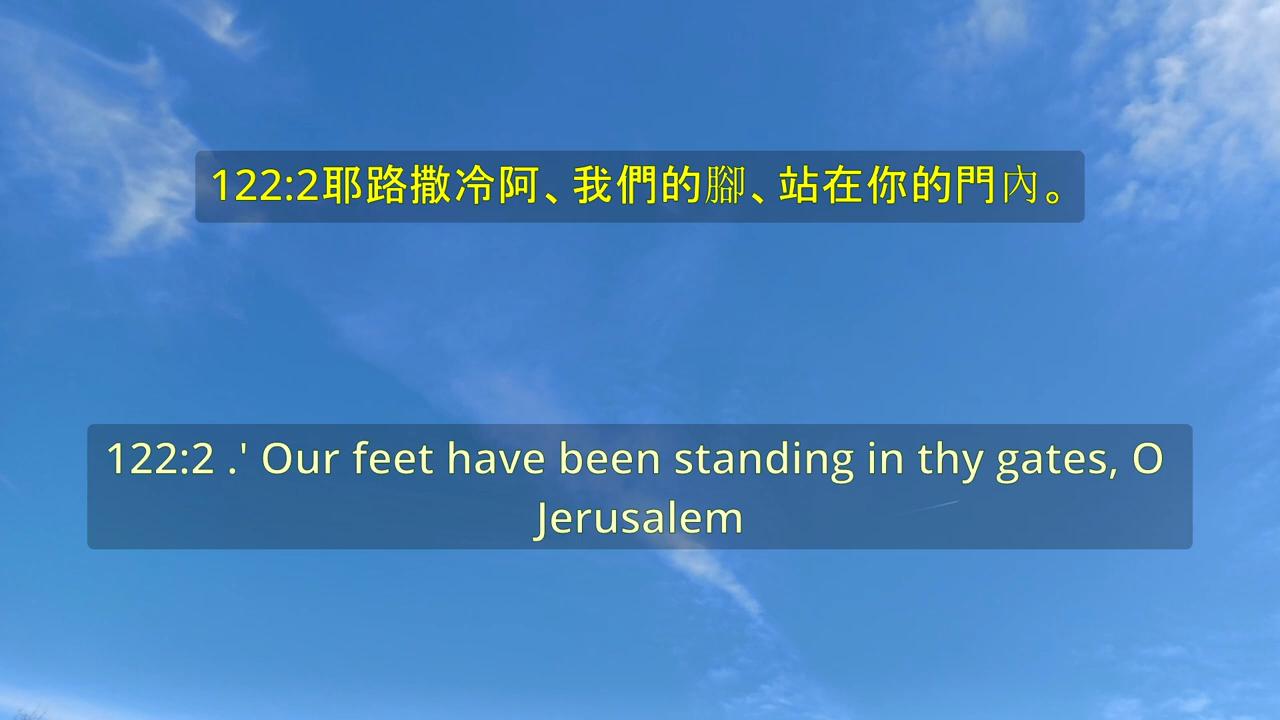 122:2耶路撒冷阿、我們的腳、站在你的門內。
122:2 .' Our feet have been standing in thy gates, O
Jerusalem